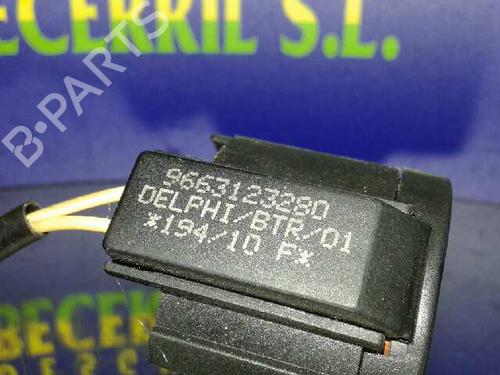 BECERRIL S.L.
B-PARTS
9663123280
DELPHI/BTR/01
*194/10 F*